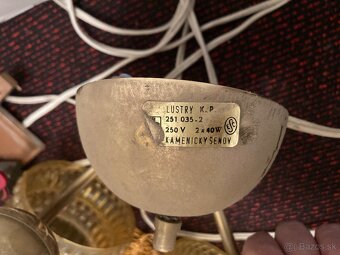 LUSTRY K.P.
251 035-2
250 V 2x40W
KAMENICKÝ ŠENOV
bazos.sk